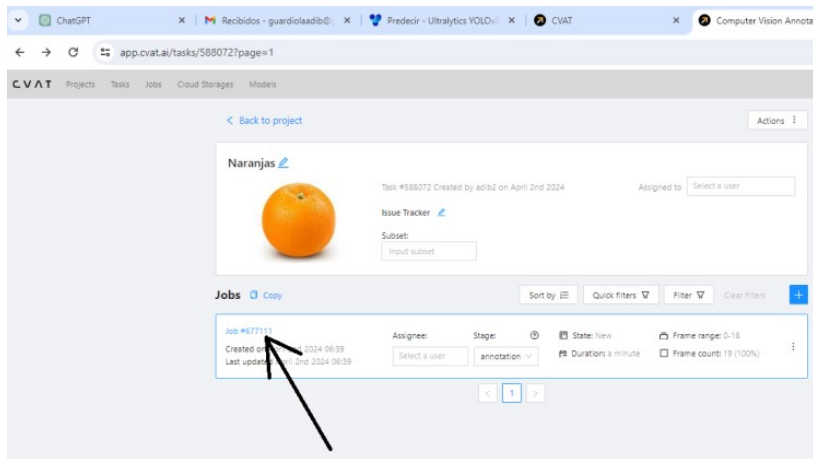 ChatGPT
Recibidos - guardiolaadib@
Predecir - Ultralytics YOLOv
CVAT
Computer Vision Annota
app.cvat.ai/tasks/588072?page=1
CVAT Projects Tasks Jobs Cloud Storages Models
Back to project
Actions
Naranjas
Task #588072 Created by adib2 on April 2nd 2024
Assigned to Select a user
Issue Tracker
Subset:
Input subset
Jobs Copy
Sort by Quick filters Filter Clear filters
Job #677111
Assignee: Stage: State: New Frame range: 0-18
Created on April 2nd 2024 06:39
Select a user annotation Duration: a minute Frame count: 19 (100%)
Last updated April 2nd 2024 06:39
1